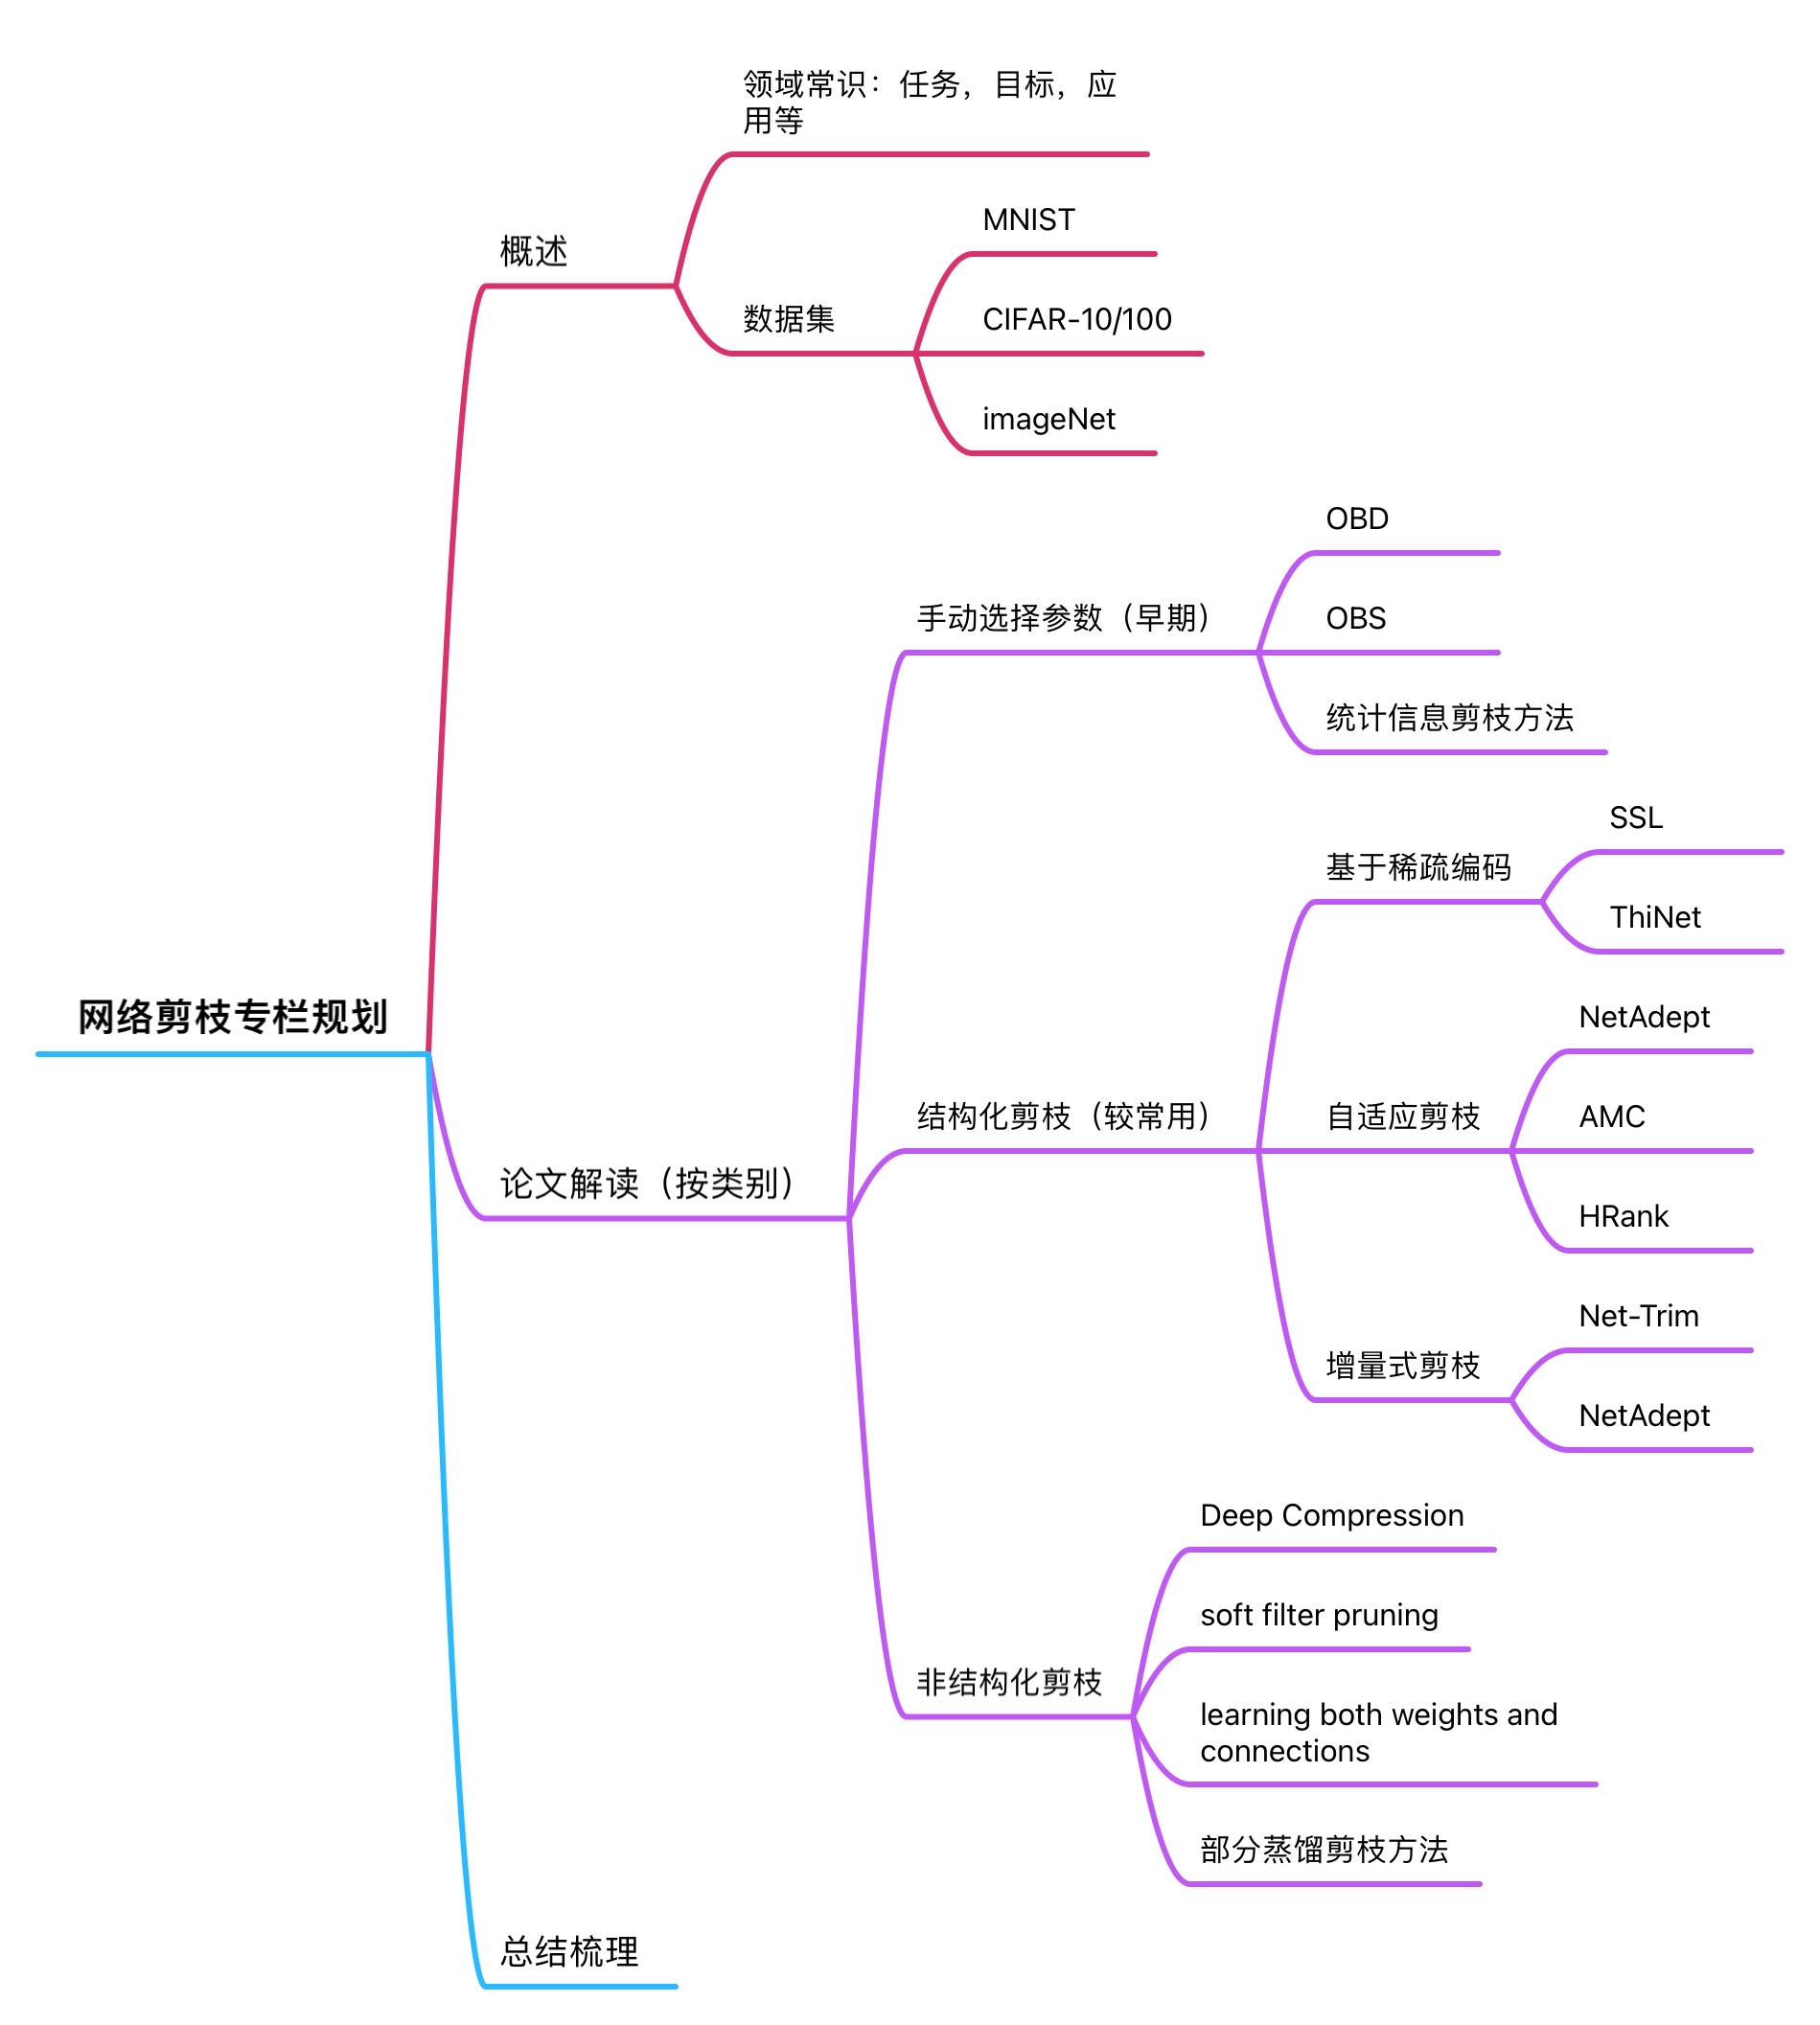 领域常识：任务，目标，应
用等
MNIST
概述
数据集
CIFAR-10/100
imageNet
OBD
手动选择参数（早期）
OBS
统计信息剪枝方法
SSL
基于稀疏编码
ThiNet
网络剪枝专栏规划
NetAdept
结构化剪枝（较常用）
自适应剪枝
AMC
论文解读（按类别）
HRank
Net-Trim
增量式剪枝
NetAdept
Deep Compression
soft filter pruning
非结构化剪枝
learning both weights and
connections
部分蒸馏剪枝方法
总结梳理